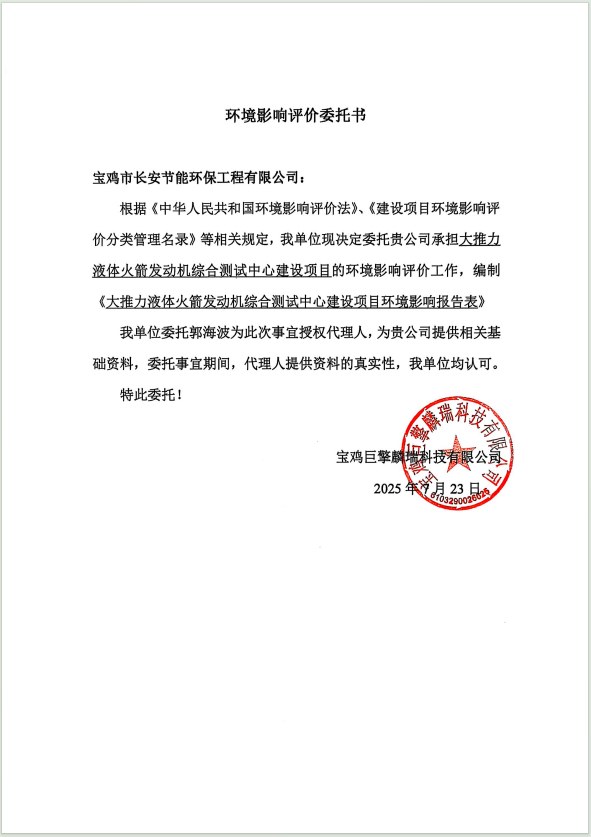 环境影响评价委托书
宝鸡市长安节能环保工程有限公司：
根据《中华人民共和国环境影响评价法》、《建设项目环境影响评
价分类管理名录》等相关规定，我单位现决定委托贵公司承担大推力
液体火箭发动机综合测试中心建设项目的环境影响评价工作，编制
《大推力液体火箭发动机综合测试中心建设项目环境影响报告表》
我单位委托郭海波为此次事宜授权代理人，为贵公司提供相关基
础资料，委托事宜期间，代理人提供资料的真实性，我单位均认可。
特此委托！
宝鸡巨擎麟瑞科技有限公司
2025 年 7 月 23 日
宝鸡巨擎麟瑞科技有限公司